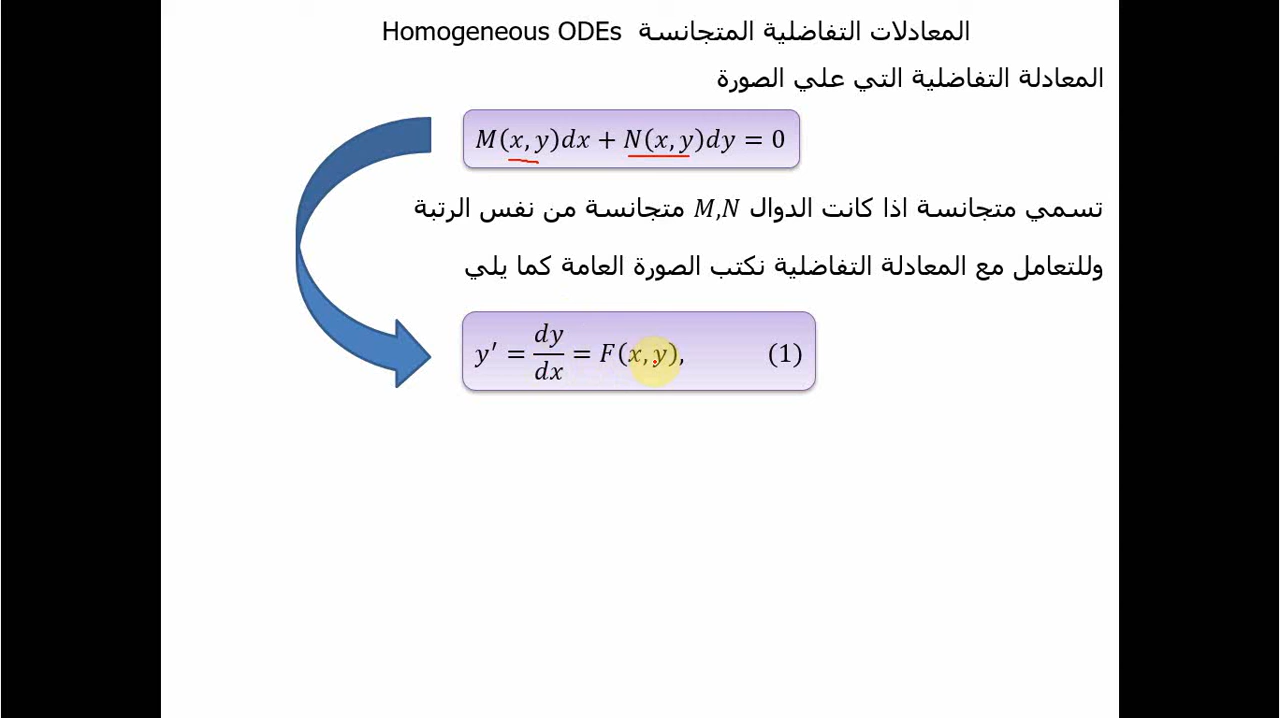 المعادلات التفاضلية المتجانسة Homogeneous ODEs
المعادلة التفاضلية التي علي الصورة
M(x, y)dx + N(x, y)dy = 0
تسمي متجانسة اذا كانت الدوال M,N متجانسة من نفس الرتبة
وللتعامل مع المعادلة التفاضلية نكتب الصورة العامة كما يلي
y′ = dy/dx = F(x, y), (1)